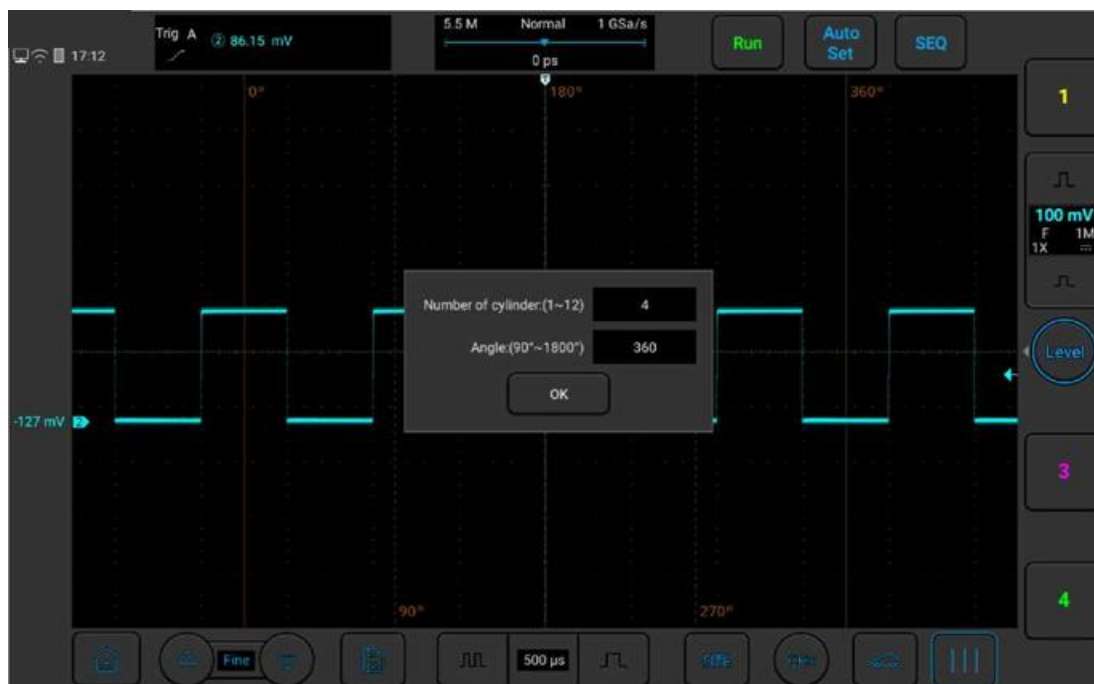 17:12
Trig A ② 86.15 mV
5.5 M Normal 1 GSa/s
0 ps
Run
Auto
Set
SEQ
T
0°
180°
360°
1
100 mV
F 1M
1X
Number of cylinder:(1~12) 4
Angle:(90°~1800°) 360
OK
Level
-127 mV 2
3
4
90°
270°
Fine
500 μs